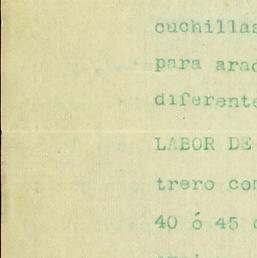 cuchillas
para arad
diferente
LABOR DE
trero con
40 ó 45 c